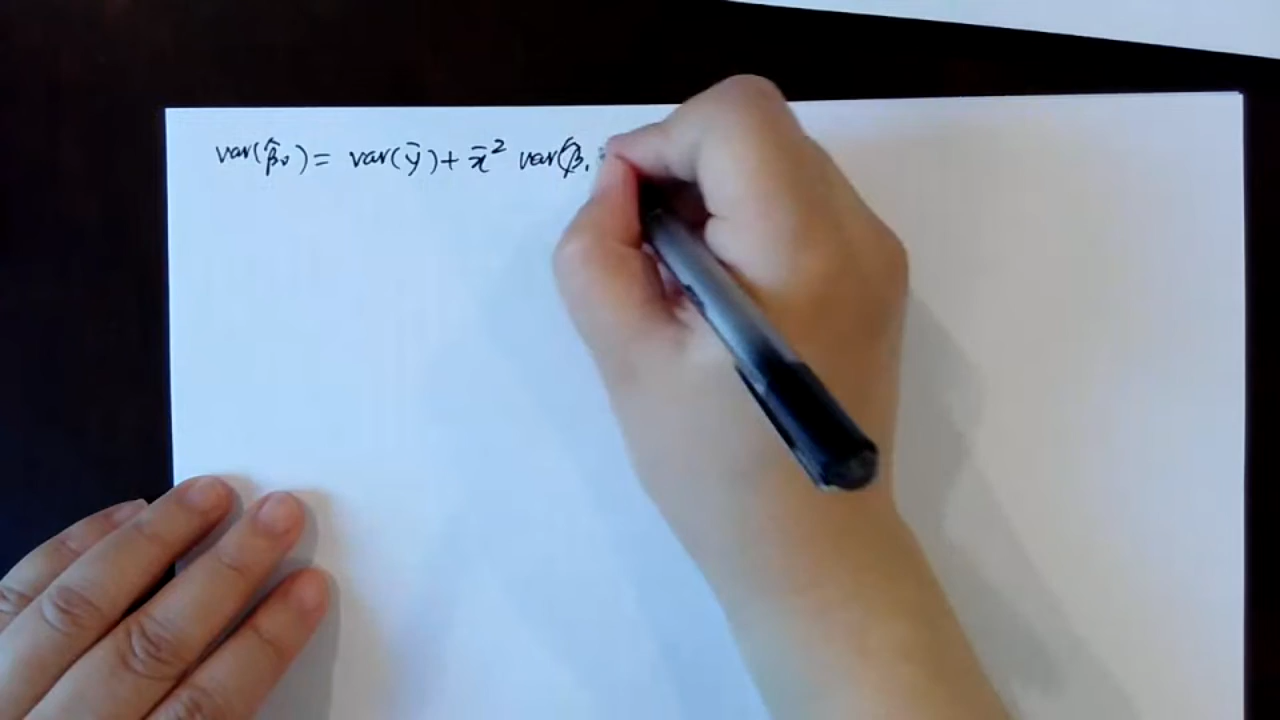 var(β̂₀) = var(ȳ) + x̄² var(β̂₁